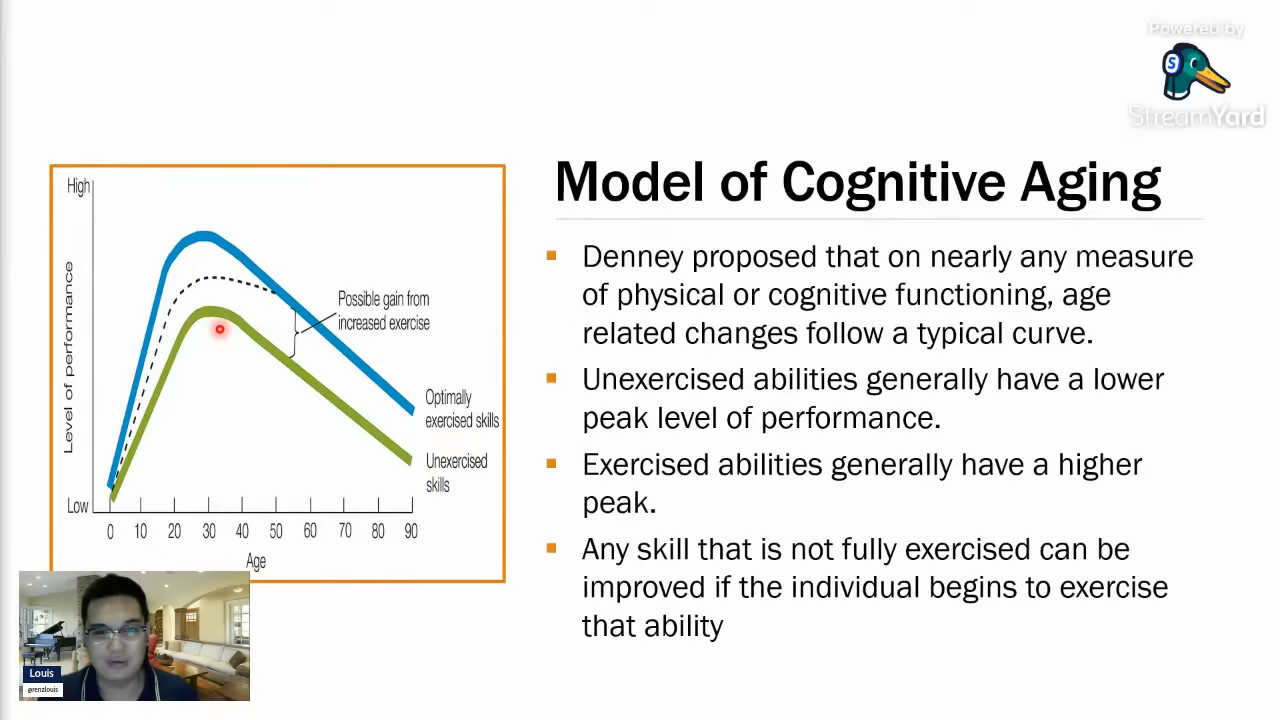 Powered by
S
StreamYard
Model of Cognitive Aging
High
Level of performance
Low
Possible gain from
increased exercise
Optimally
exercised skills
Unexercised
skills
0 10 20 30 40 50 60 70 80 90
Age
▪ Denney proposed that on nearly any measure
of physical or cognitive functioning, age
related changes follow a typical curve.
▪ Unexercised abilities generally have a lower
peak level of performance.
▪ Exercised abilities generally have a higher
peak.
▪ Any skill that is not fully exercised can be
improved if the individual begins to exercise
that ability
Louis
@renzlouis